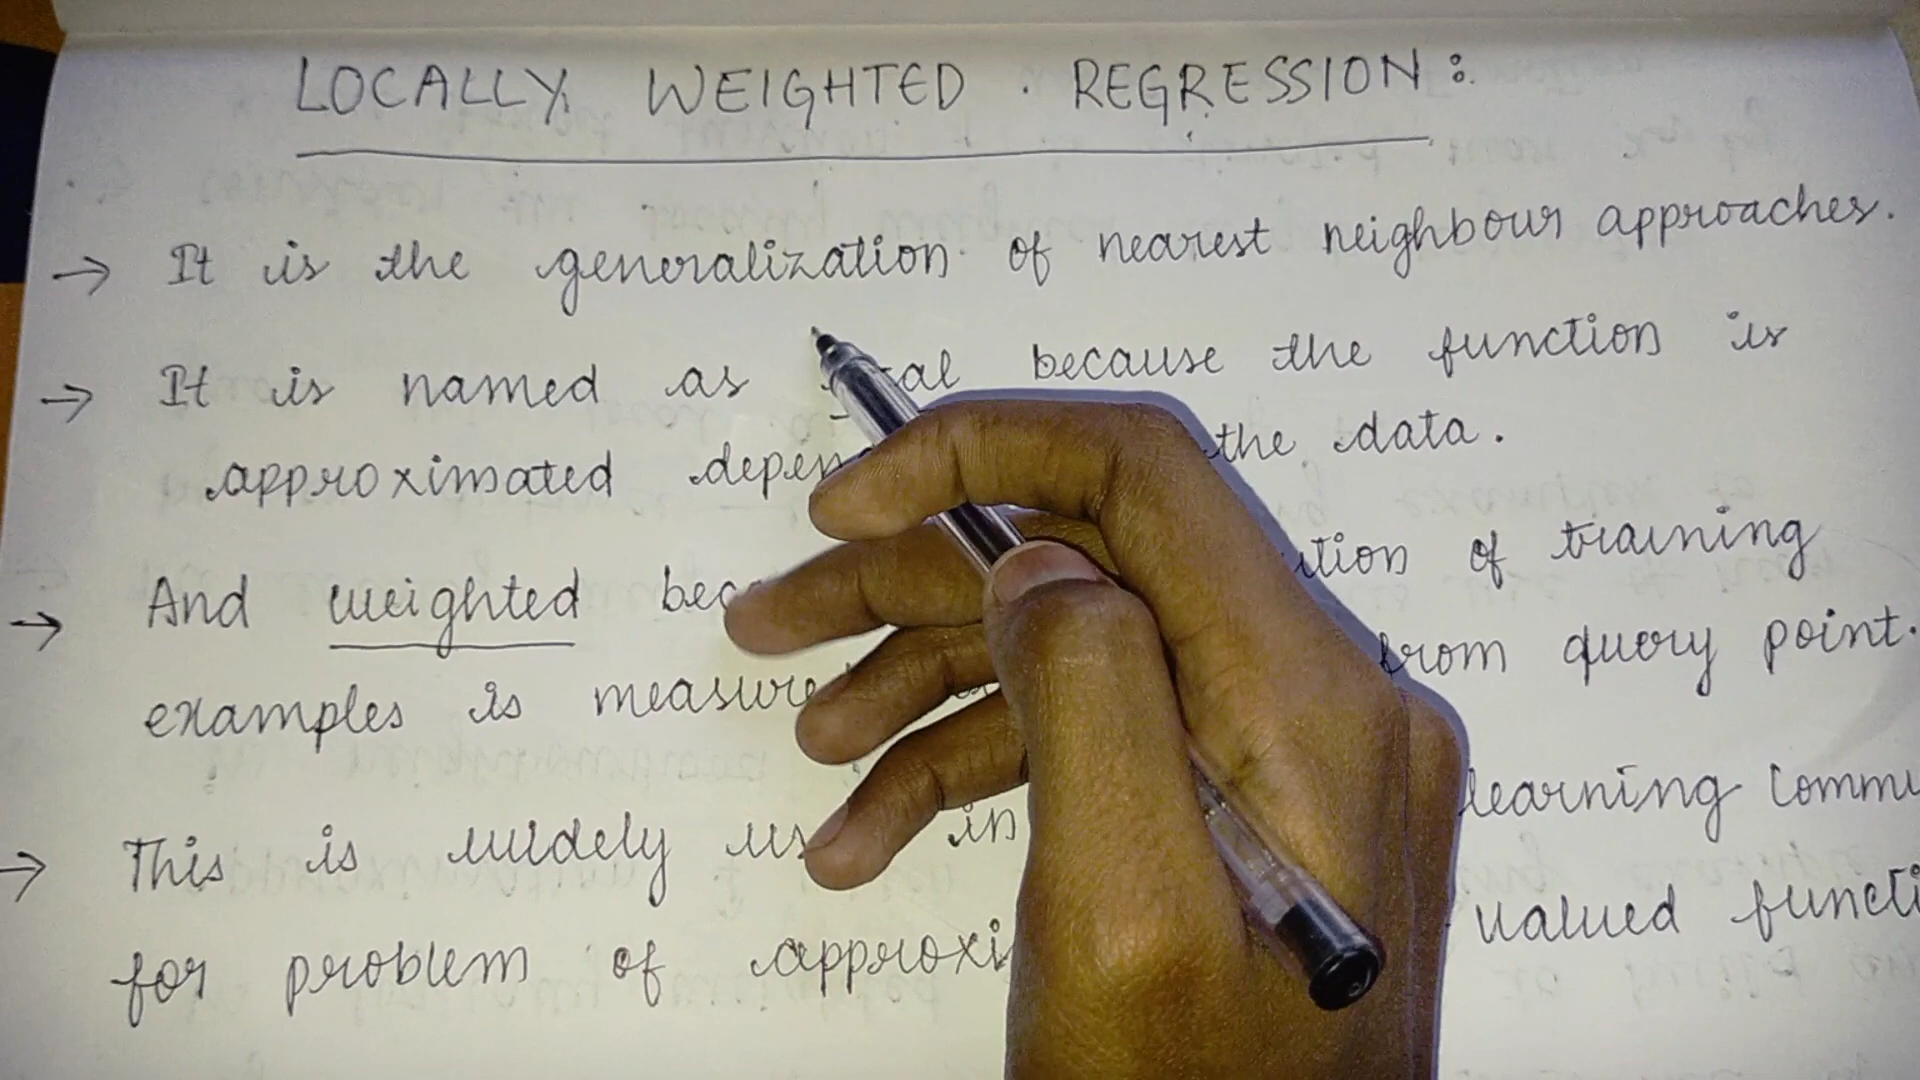 LOCALLY WEIGHTED REGRESSION:
→ It is the generalization of nearest neighbour approaches.
→ It is named as because the function is
approximated the data.
→ And weighted of training
examples is from query point.
→ This is widely in learning
for problem of valued